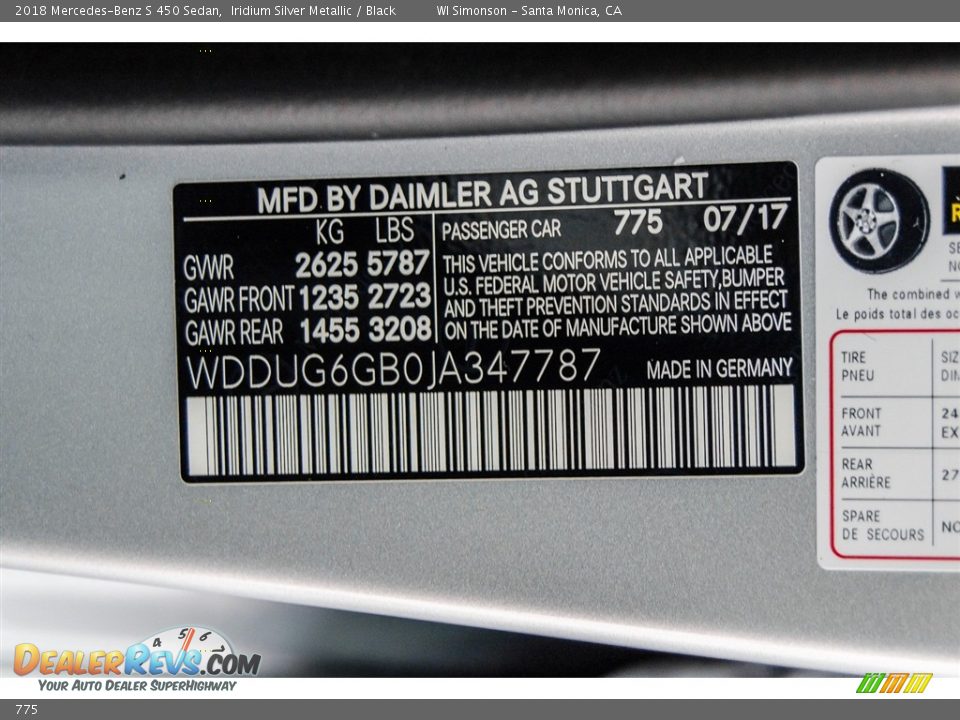 2018 Mercedes-Benz S 450 Sedan, Iridium Silver Metallic / Black WI Simonson - Santa Monica, CA
MFD BY DAIMLER AG STUTTGART
KG LBS
GVWR 2625 5787
GAWR FRONT 1235 2723
GAWR REAR 1455 3208
PASSENGER CAR 775 07/17
THIS VEHICLE CONFORMS TO ALL APPLICABLE
U.S. FEDERAL MOTOR VEHICLE SAFETY,BUMPER
AND THEFT PREVENTION STANDARDS IN EFFECT
ON THE DATE OF MANUFACTURE SHOWN ABOVE
WDDUG6GB0JA347787 MADE IN GERMANY
The combined
Le poids total des
TIRE
PNEU
FRONT
AVANT
REAR
ARRIÈRE
SPARE
DE SECOURS
4 5 6
DEALERREVS.COM
YOUR AUTO DEALER SUPERHIGHWAY
775